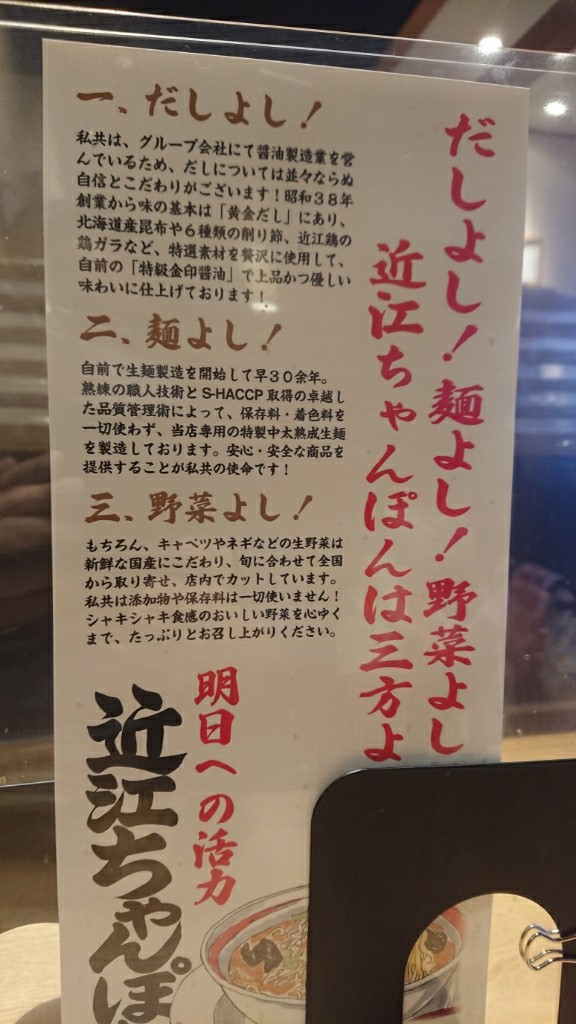 だしよし!麺よし!野菜よし
近江ちゃんぽんは三方よ
一、だしよし!
私共は、グループ会社にて醤油製造業を営
んでいるため、だしについては並々ならぬ
自信とこだわりがございます!昭和38年
創業から味の基本は「黄金だし」にあり、
北海道産昆布や6種類の削り節、近江鶏の
鶏ガラなど、特選素材を贅沢に使用して、
自前の「特級金印醤油」で上品かつ優しい
味わいに仕上げております!
二、麺よし!
自前で生麺製造を開始して早30余年。
熟練の職人技術とS-HACCP取得の卓越し
た品質管理術によって、保存料・着色料を
一切使わず、当店専用の特製中太熟成生麺
を製造しております。安心・安全な商品を
提供することが私共の使命です!
三、野菜よし!
もちろん、キャベツやネギなどの生野菜は
新鮮な国産にこだわり、旬に合わせて全国
から取り寄せ、店内でカットしています。
私共は添加物や保存料は一切使いません!
シャキシャキ食感のおいしい野菜を心ゆく
まで、たっぷりとお召し上がりください。
明日への活力
近江ちゃんぽ